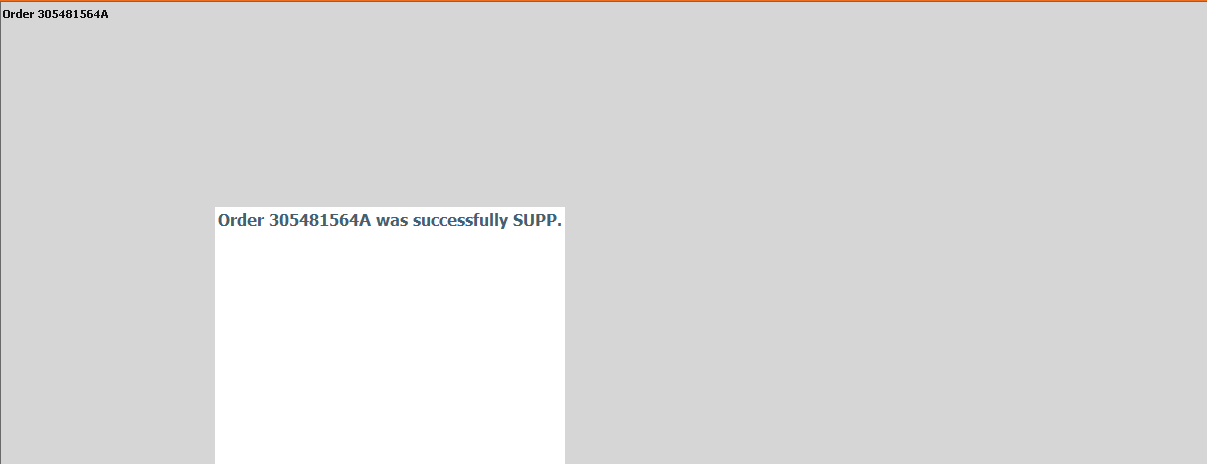 Order 305481564A
Order 305481564A was successfully SUPP.